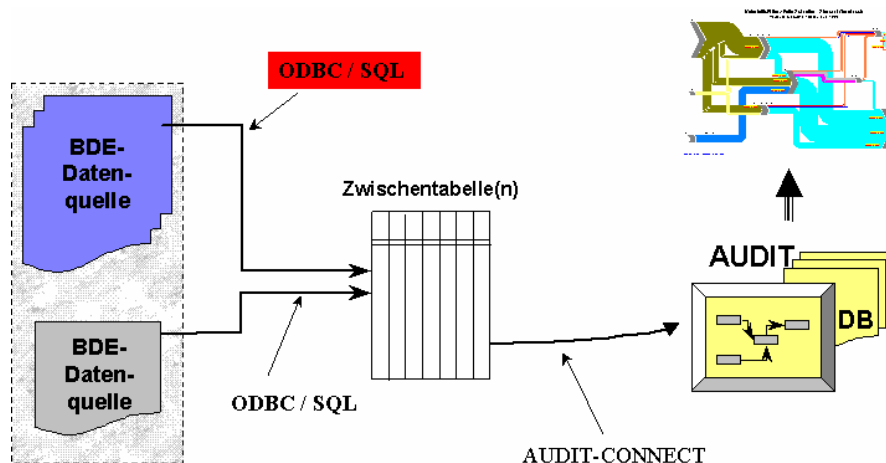 ODBC / SQL
BDE-
Daten-
quelle
Zwischentabelle(n)
AUDIT
DB
BDE-
Daten-
quelle
ODBC / SQL
AUDIT-CONNECT